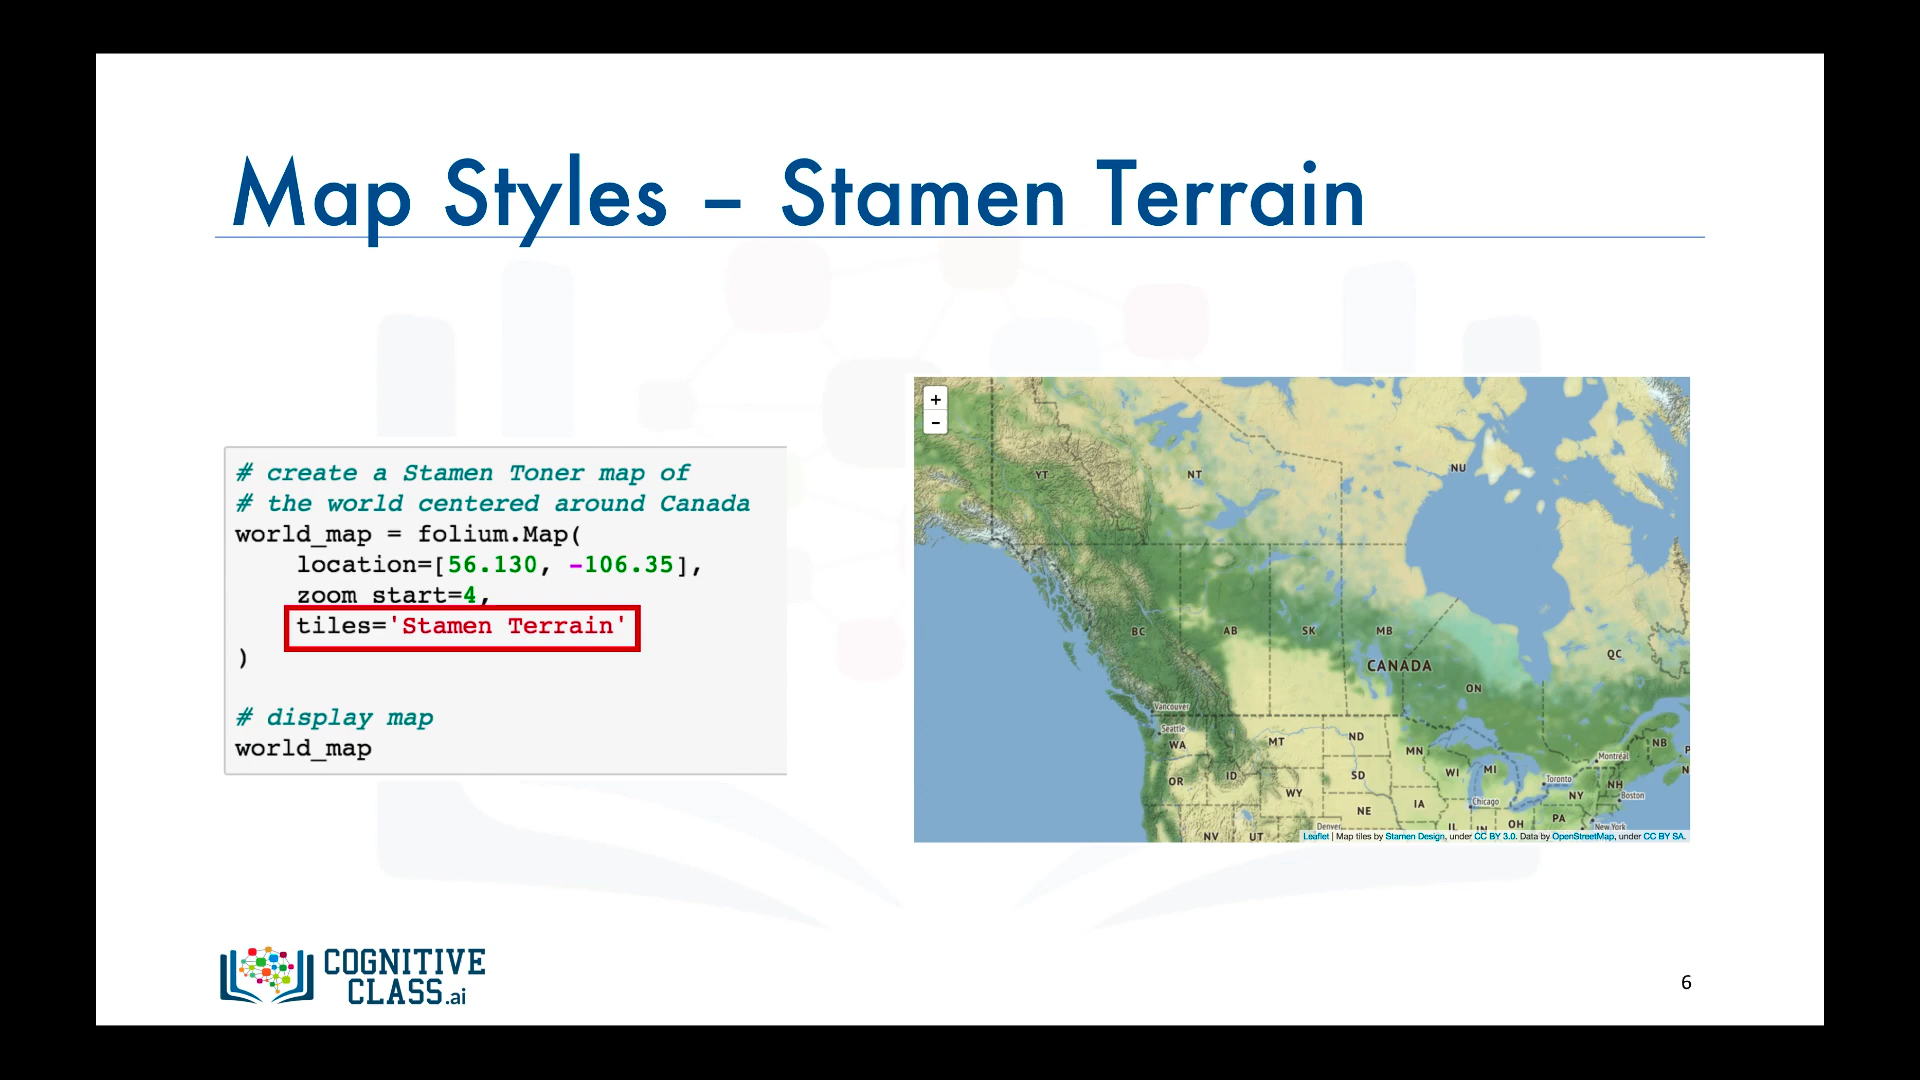 Map Styles – Stamen Terrain
# create a Stamen Toner map of
# the world centered around Canada
world_map = folium.Map(
location=[56.130, -106.35],
zoom_start=4,
tiles='Stamen Terrain'
)
# display map
world_map
+
-
YT
NT
NU
BC
AB
SK
MB
CANADA
QC
ON
Vancouver
Seattle
WA
MT
ND
MN
NB
Montréal
OR
ID
SD
WI
MI
Toronto
NH
WY
NY
Boston
IA
Chicago
NE
PA
OH
Denver
IL
IN
New York
NV
UT
Leaflet | Map tiles by Stamen Design, under CC BY 3.0. Data by OpenStreetMap, under CC BY SA.
COGNITIVE
CLASS.ai
6